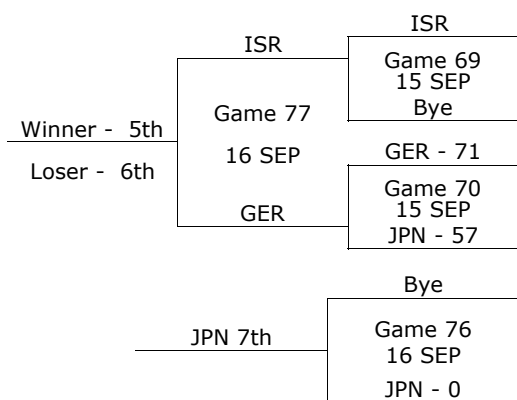 ISR
ISR
Game 69
15 SEP
Game 77
Bye
Winner - 5th
16 SEP
GER - 71
Loser - 6th
Game 70
15 SEP
GER
JPN - 57
Bye
JPN 7th
Game 76
16 SEP
JPN - 0